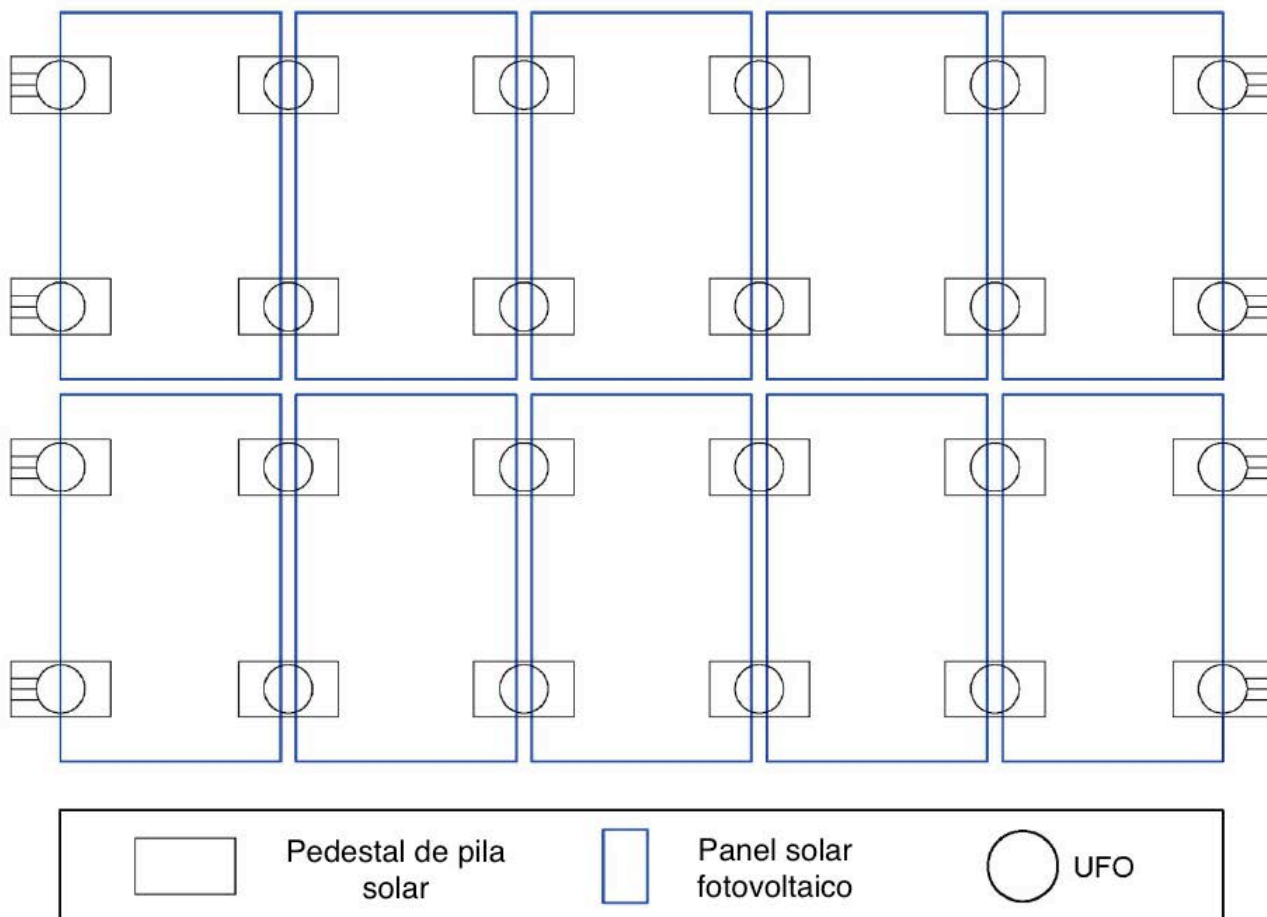 Pedestal de pila
solar
Panel solar
fotovoltaico
UFO